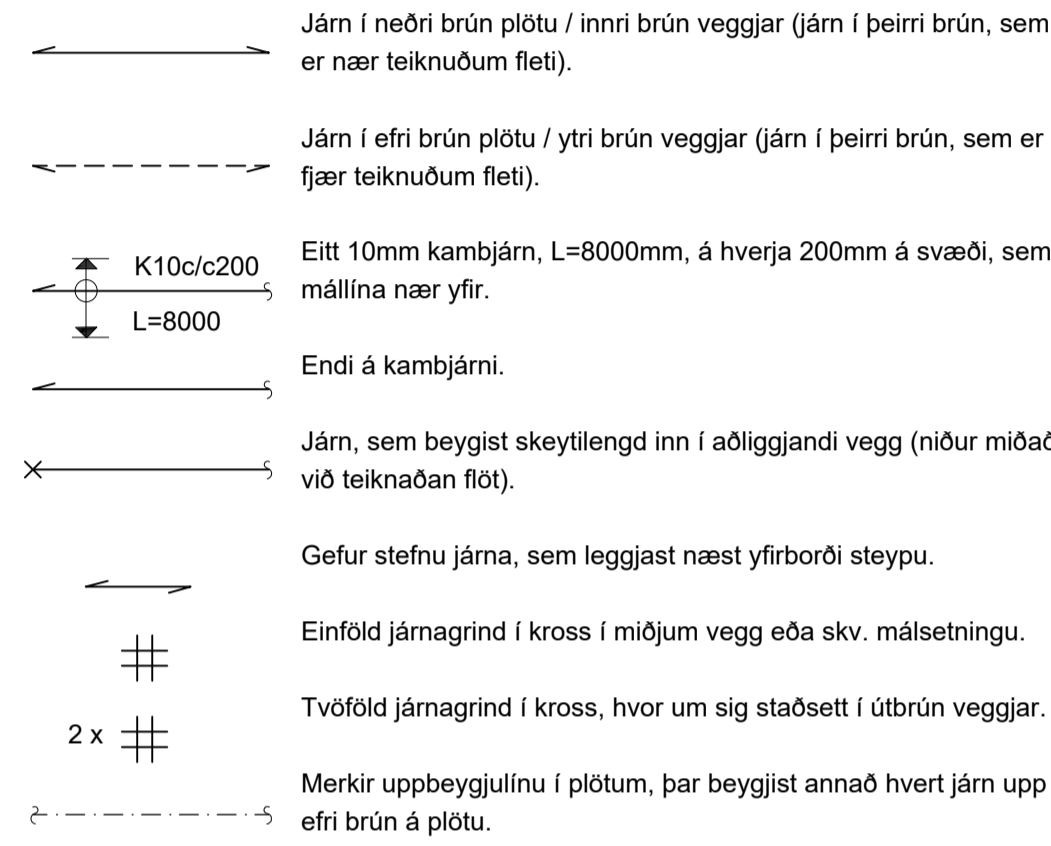 Járn í neðri brún plötu / innri brún veggjar (járn í þeirri brún, sem
er nær teiknuðum fleti).
Járn í efri brún plötu / ytri brún veggjar (járn í þeirri brún, sem er
fjær teiknuðum fleti).
K10c/c200
L=8000
Eitt 10mm kambjárn, L=8000mm, á hverja 200mm á svæði, sem
mállína nær yfir.
Endi á kambjárni.
Járn, sem beygist skeytilengd inn í aðliggjandi vegg (niður miðað
við teiknaðan flöt).
Gefur stefnu járna, sem leggjast næst yfirborði steypu.
Einföld járnagrind í kross í miðjum vegg eða skv. málsetningu.
2 x
Tvöföld járnagrind í kross, hvor um sig staðsett í útbrún veggjar.
Merkir uppbeygjulínu í plötum, þar beygjist annað hvert járn upp
efri brún á plötu.